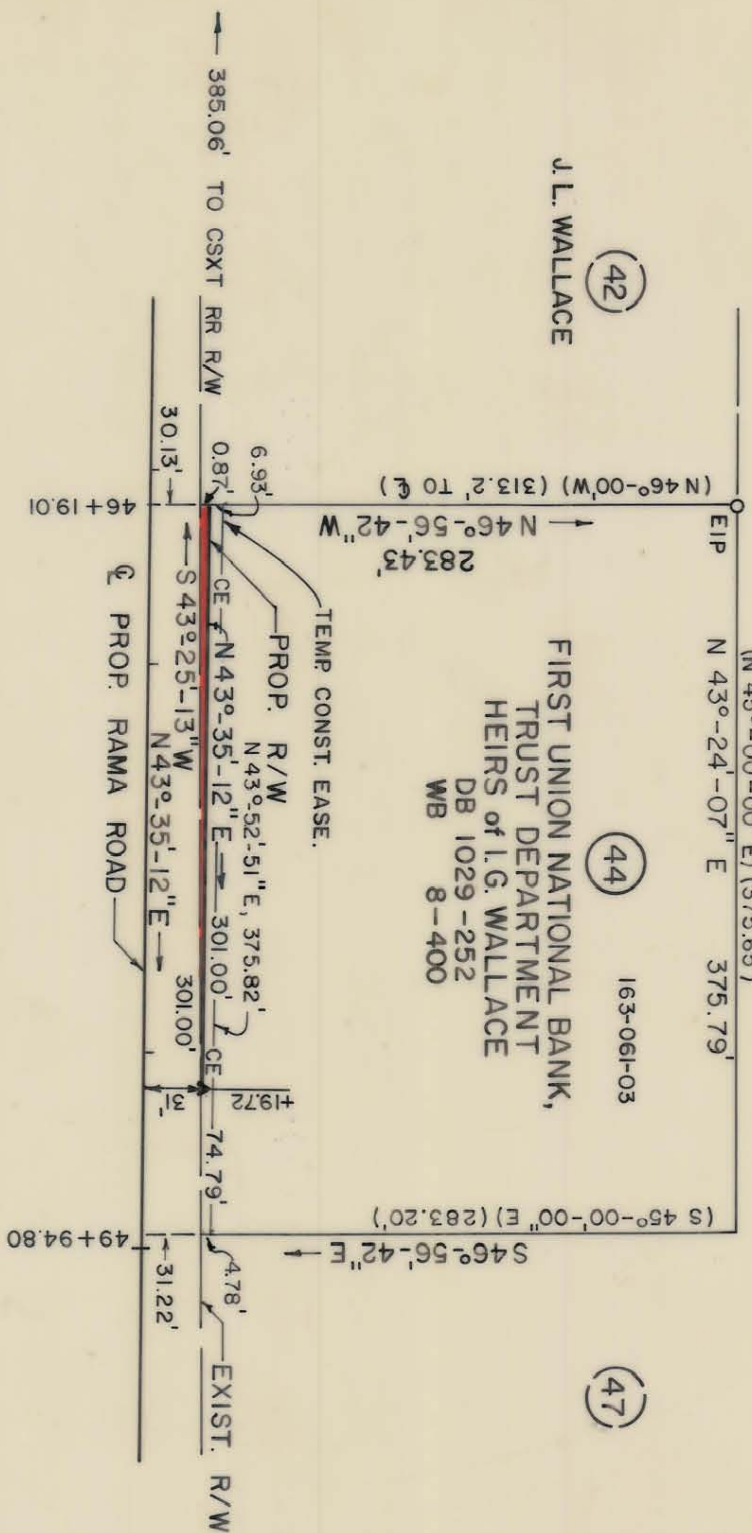 (N 45°-00'-00" E) (375.65')
EIP N 43°-24'-07" E 375.79'
42
J. L. WALLACE
(N 46°-00'W) (313.2' TO ℄)
N 46°-56'-42" W
283.43'
44
163-061-03
FIRST UNION NATIONAL BANK,
TRUST DEPARTMENT
HEIRS of I. G. WALLACE
DB 1029-252
WB 8-400
(S 45°-00'-00" E) (283.20')
S 46°-56'-42" E
47
TEMP. CONST. EASE.
PROP. R/W
N 43°-52'-51" E, 375.82'
6.93'
0.87'
CE N 43°-35'-12" E 301.00' CE 74.79'
4.78'
385.06' TO CSXT RR R/W
EXIST. R/W
S 43°-25'-13" W 301.00'
N 43°-35'-12" E
30.13'
31'
+19.72
31.22'
46+19.01
49+94.80
℄ PROP. RAMA ROAD